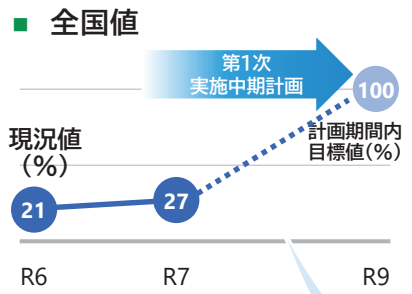 ■ 全国値
第1次
実施中期計画
100
現況値
（%）
計画期間内
目標値(%)
21
27
R6 R7 R9